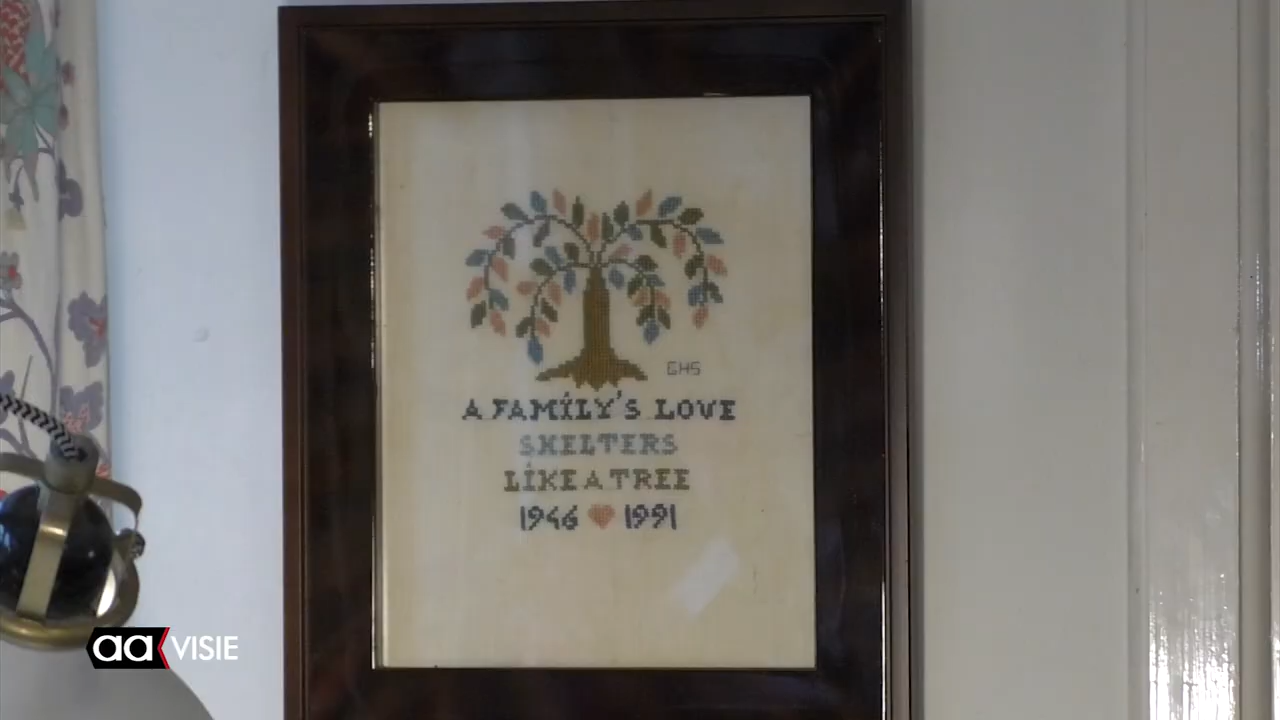 GHS
A FAMILY'S LOVE
SHELTERS
LIKE A TREE
1946 1991
aa VISIE